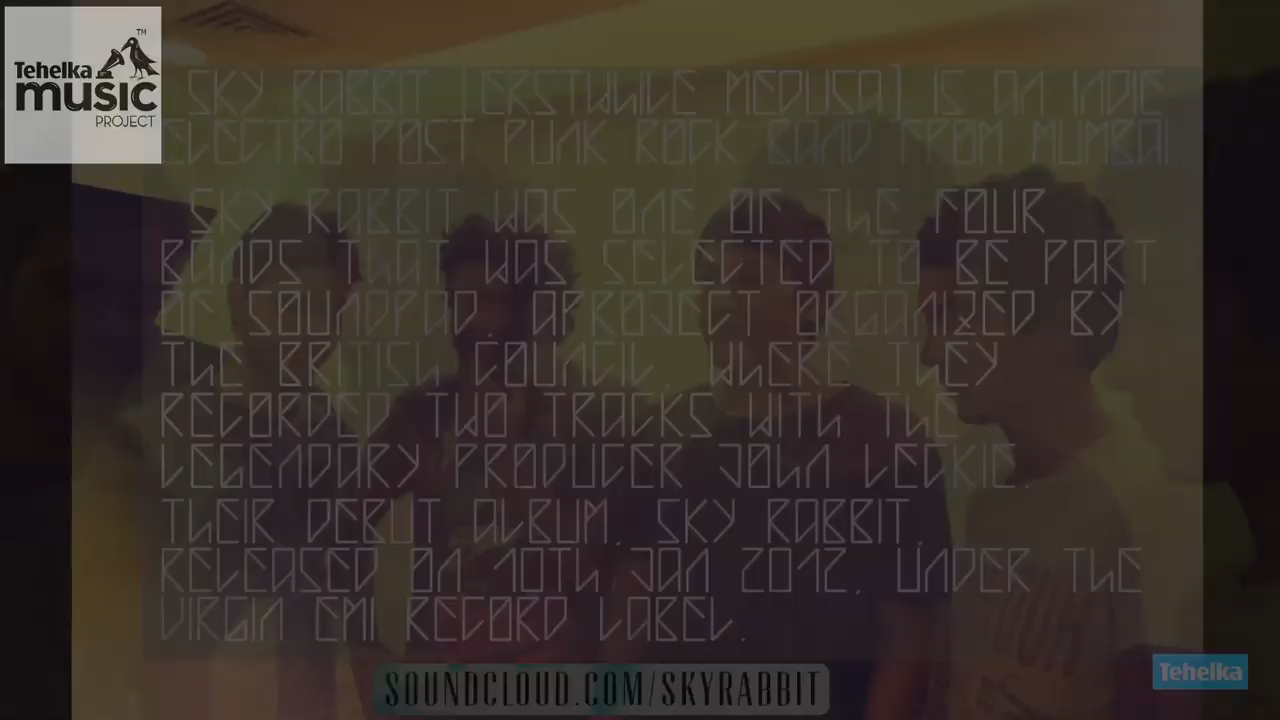 Tehelka
music
PROJECT
TM
SKY RABBIT [ERSTWHILE MEDUSA] IS AN INDIE
ELECTRO POST PUNK ROCK BAND FROM MUMBAI.
SKY RABBIT WAS ONE OF THE FOUR
BANDS THAT WAS SELECTED TO BE PART
OF SOUNDPAD, APROJECT ORGANIZED BY
THE BRITISH COUNCIL, WHERE THEY
RECORDED TWO TRACKS WITH THE
LEGENDARY PRODUCER JOHN LECKIE.
THEIR DEBUT ALBUM, SKY RABBIT,
RELEASED ON 10TH JAN 2012, UNDER THE
VIRGIN EMI RECORD LABEL.
SOUNDCLOUD.COM/SKYRABBIT
Tehelka